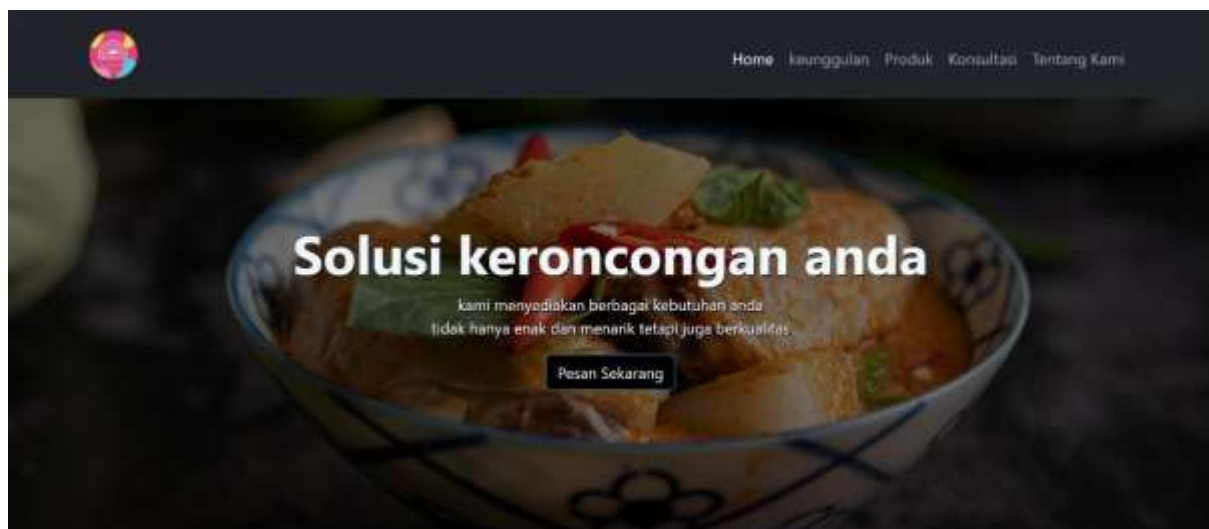 Home keunggulan Produk Konsultasi Tentang Kami
Solusi keroncongan anda
kami menyediakan berbagai kebutuhan anda
tidak hanya enak dan menarik tetapi juga berkualitas.
Pesan Sekarang